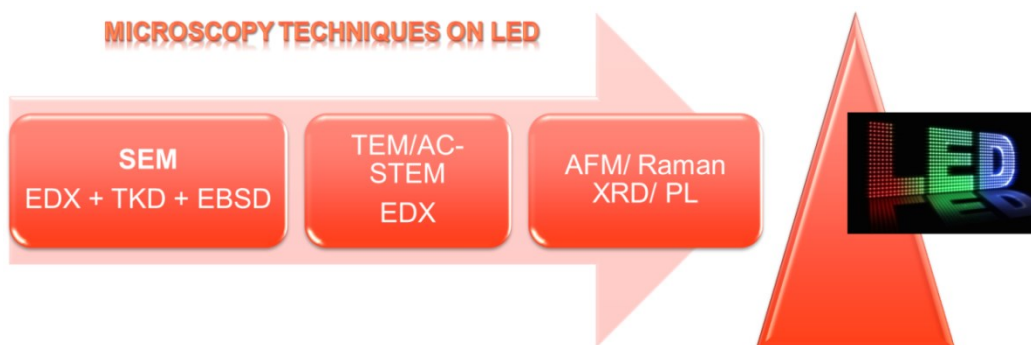 MICROSCOPY TECHNIQUES ON LED
SEM
EDX + TKD + EBSD
TEM/AC-
STEM
EDX
AFM/ Raman
XRD/ PL
LED